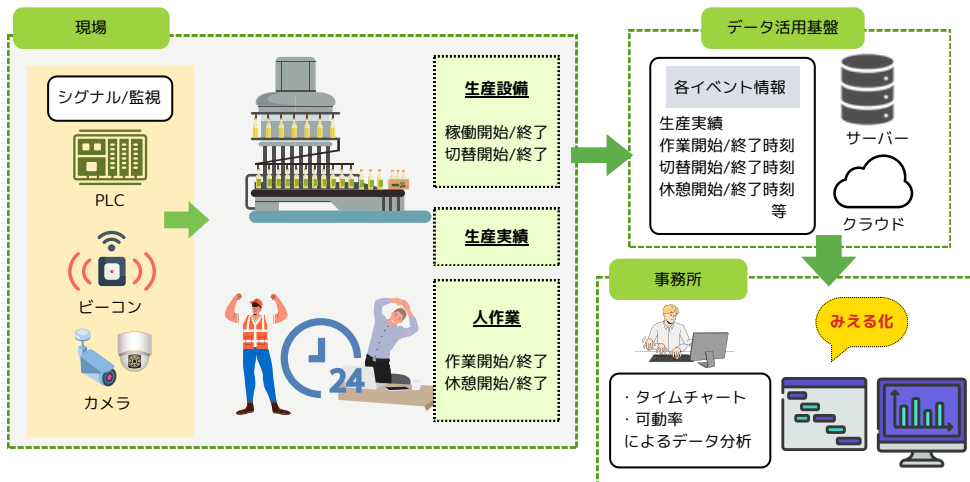 現場
シグナル/監視
PLC
ビーコン
カメラ
生産設備
稼働開始/終了
切替開始/終了
生産実績
24
人作業
作業開始/終了
休憩開始/終了
データ活用基盤
各イベント情報
生産実績
作業開始/終了時刻
切替開始/終了時刻
休憩開始/終了時刻
等
サーバー
クラウド
事務所
みえる化
・タイムチャート
・可動率
によるデータ分析